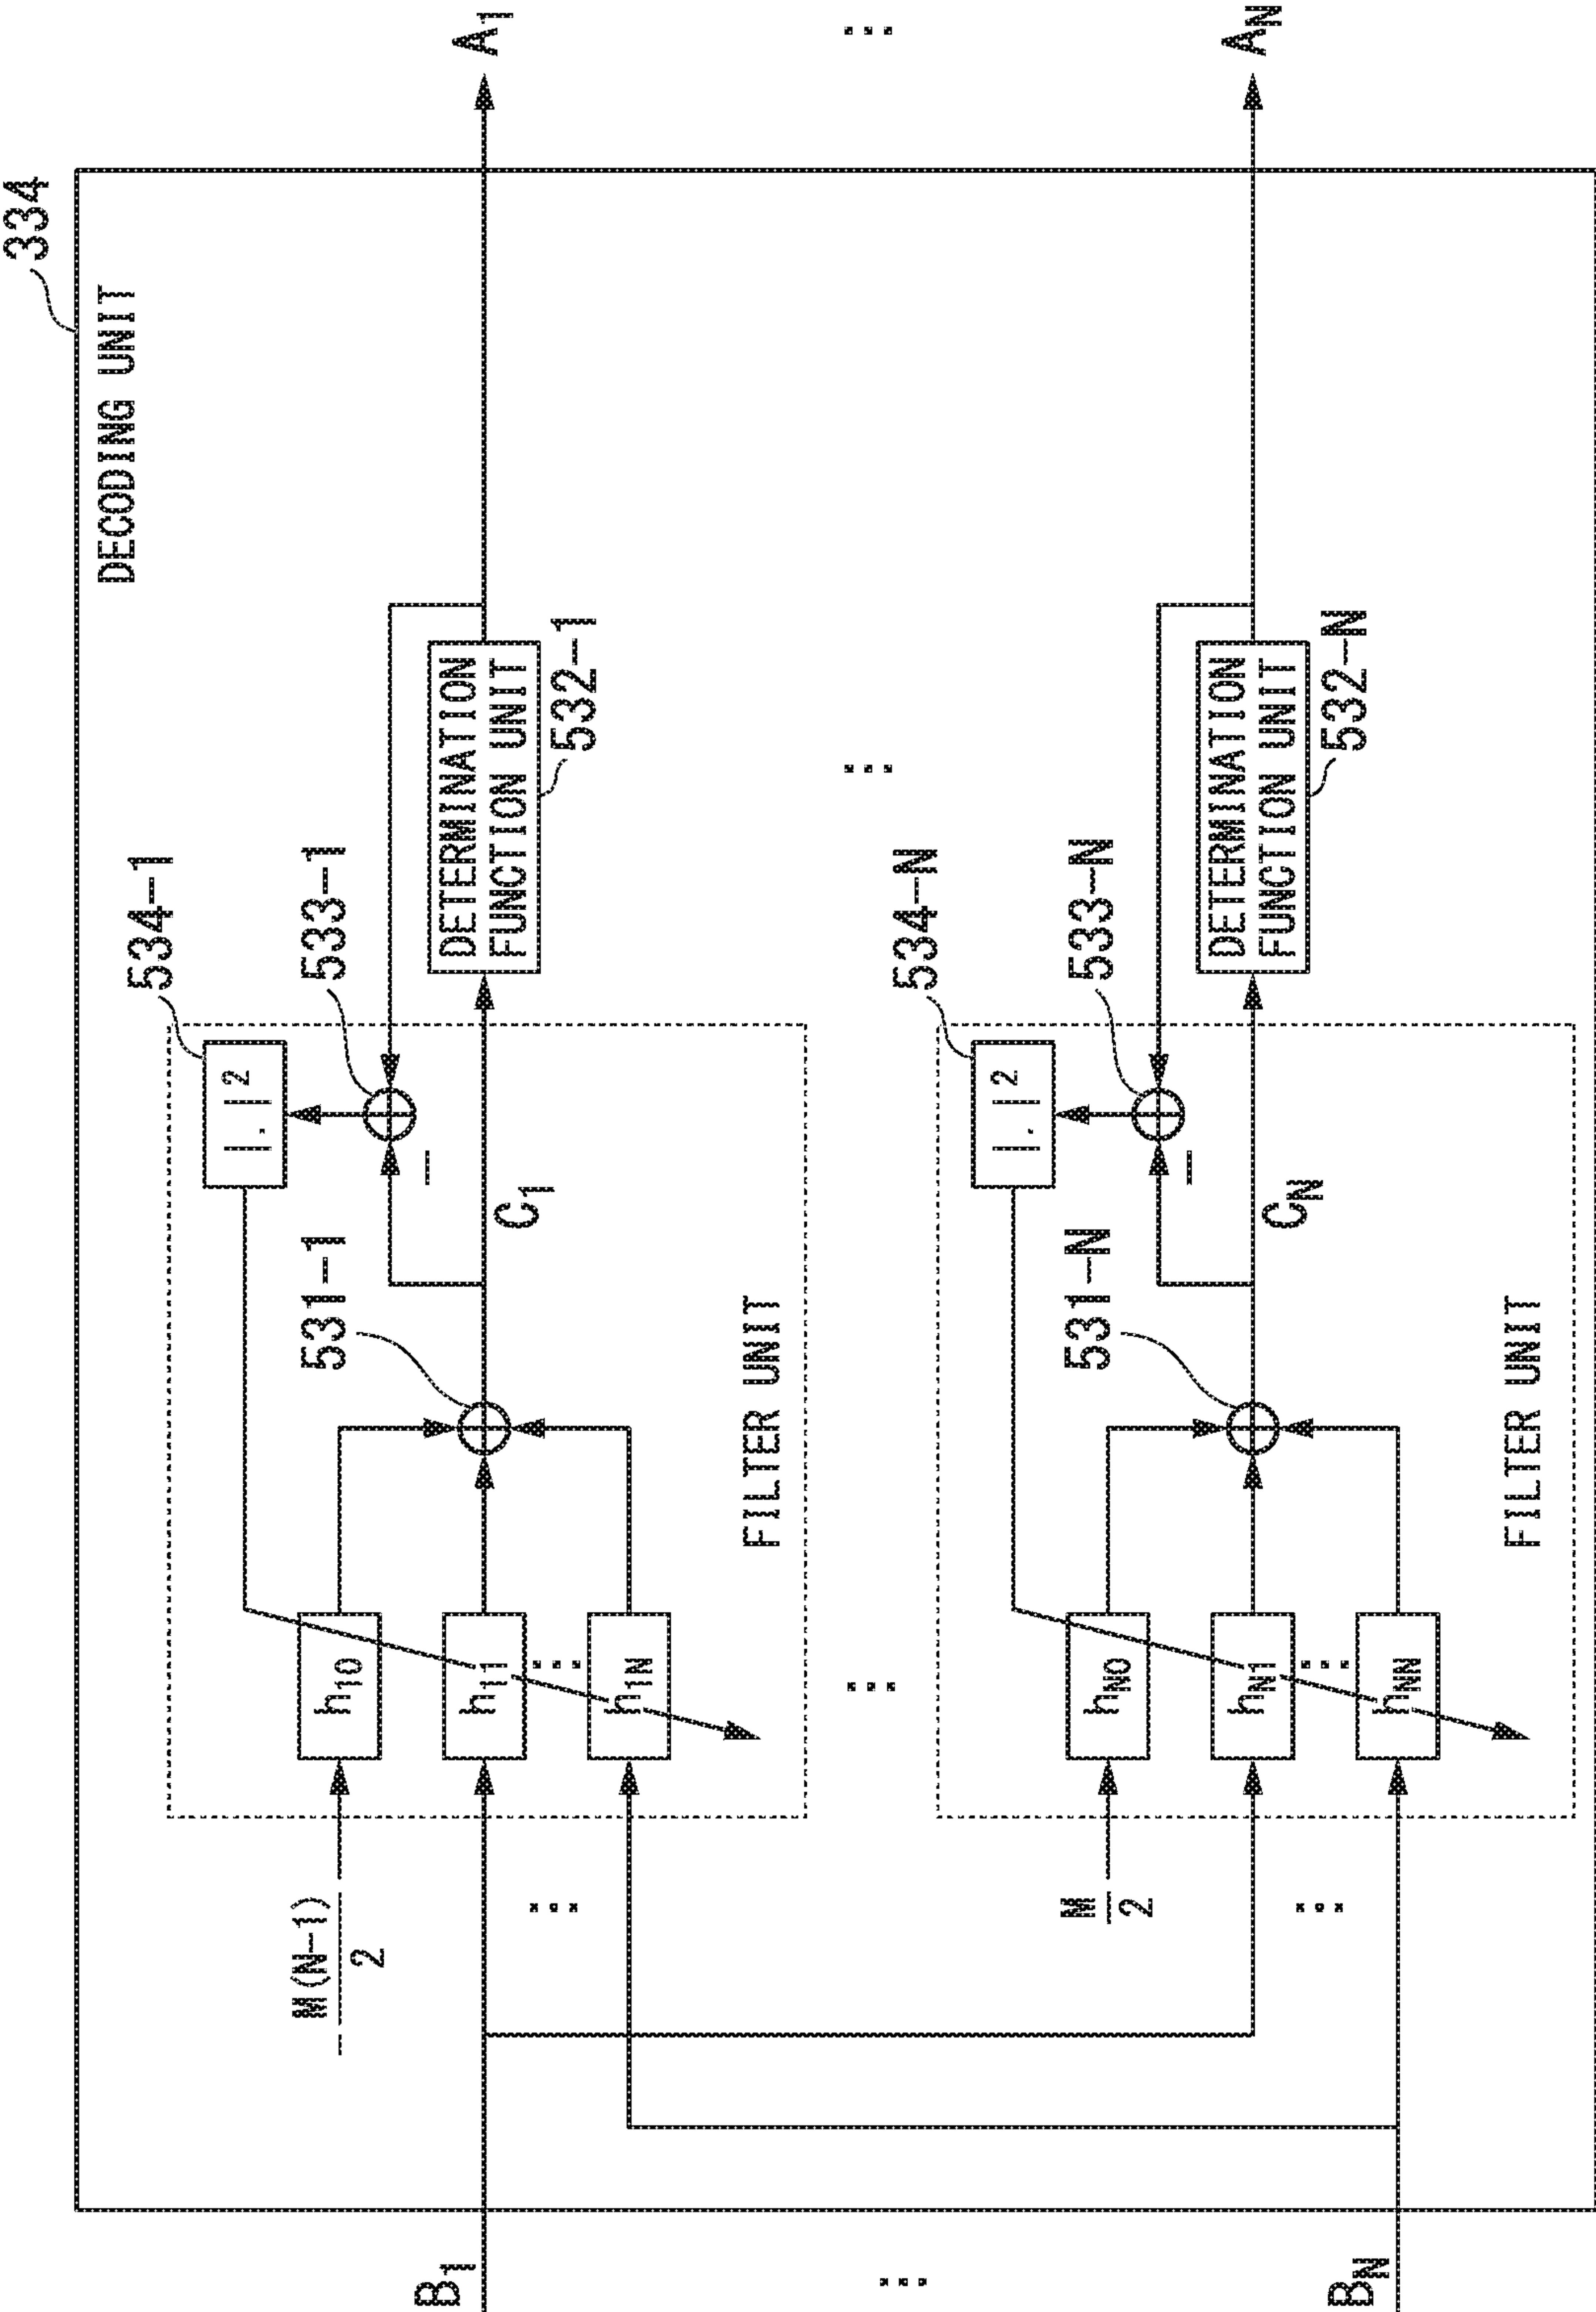 334
DECODING UNIT
534-1
|.|2
533-1
531-1
M(N-1)
2
h10
h11
...
h1N
C1
DETERMINATION
FUNCTION UNIT
532-1
A1
B1
...
FILTER UNIT
...
...
...
...
534-N
|.|2
533-N
531-N
M
2
hN0
hN1
...
hNN
CN
DETERMINATION
FUNCTION UNIT
532-N
AN
BN
...
FILTER UNIT